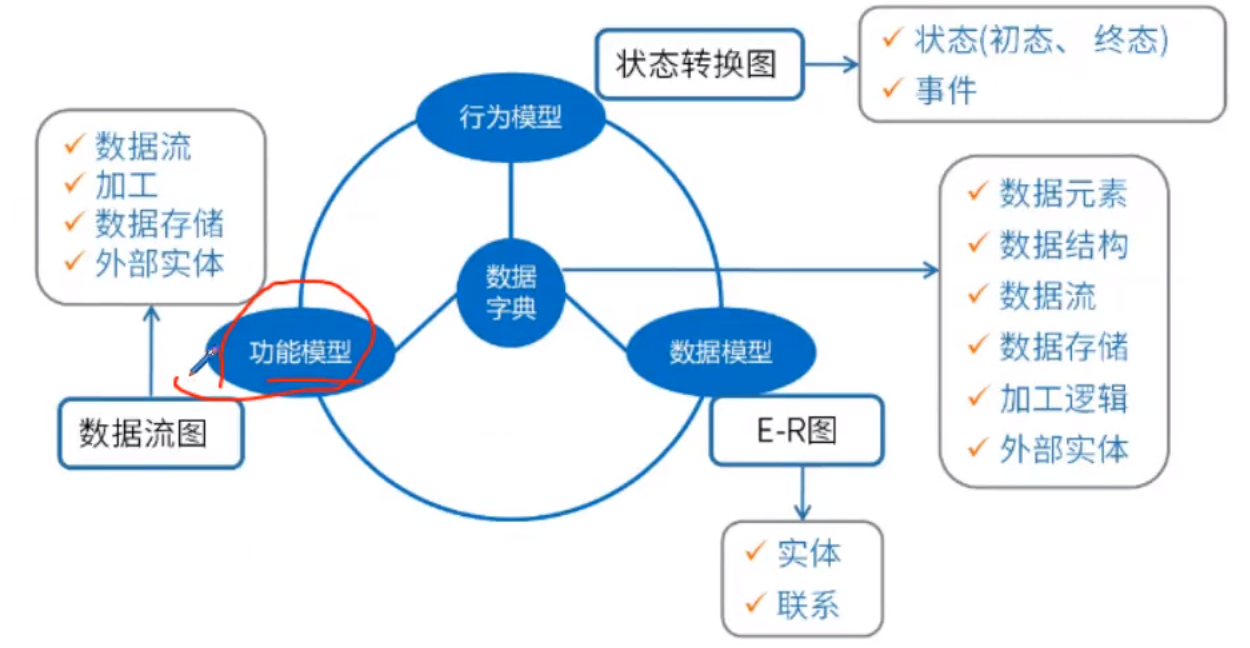 状态转换图
状态(初态、 终态)
事件
行为模型
数据流
加工
数据存储
外部实体
数据
字典
数据元素
数据结构
数据流
数据存储
加工逻辑
外部实体
功能模型
数据模型
数据流图
E-R图
实体
联系